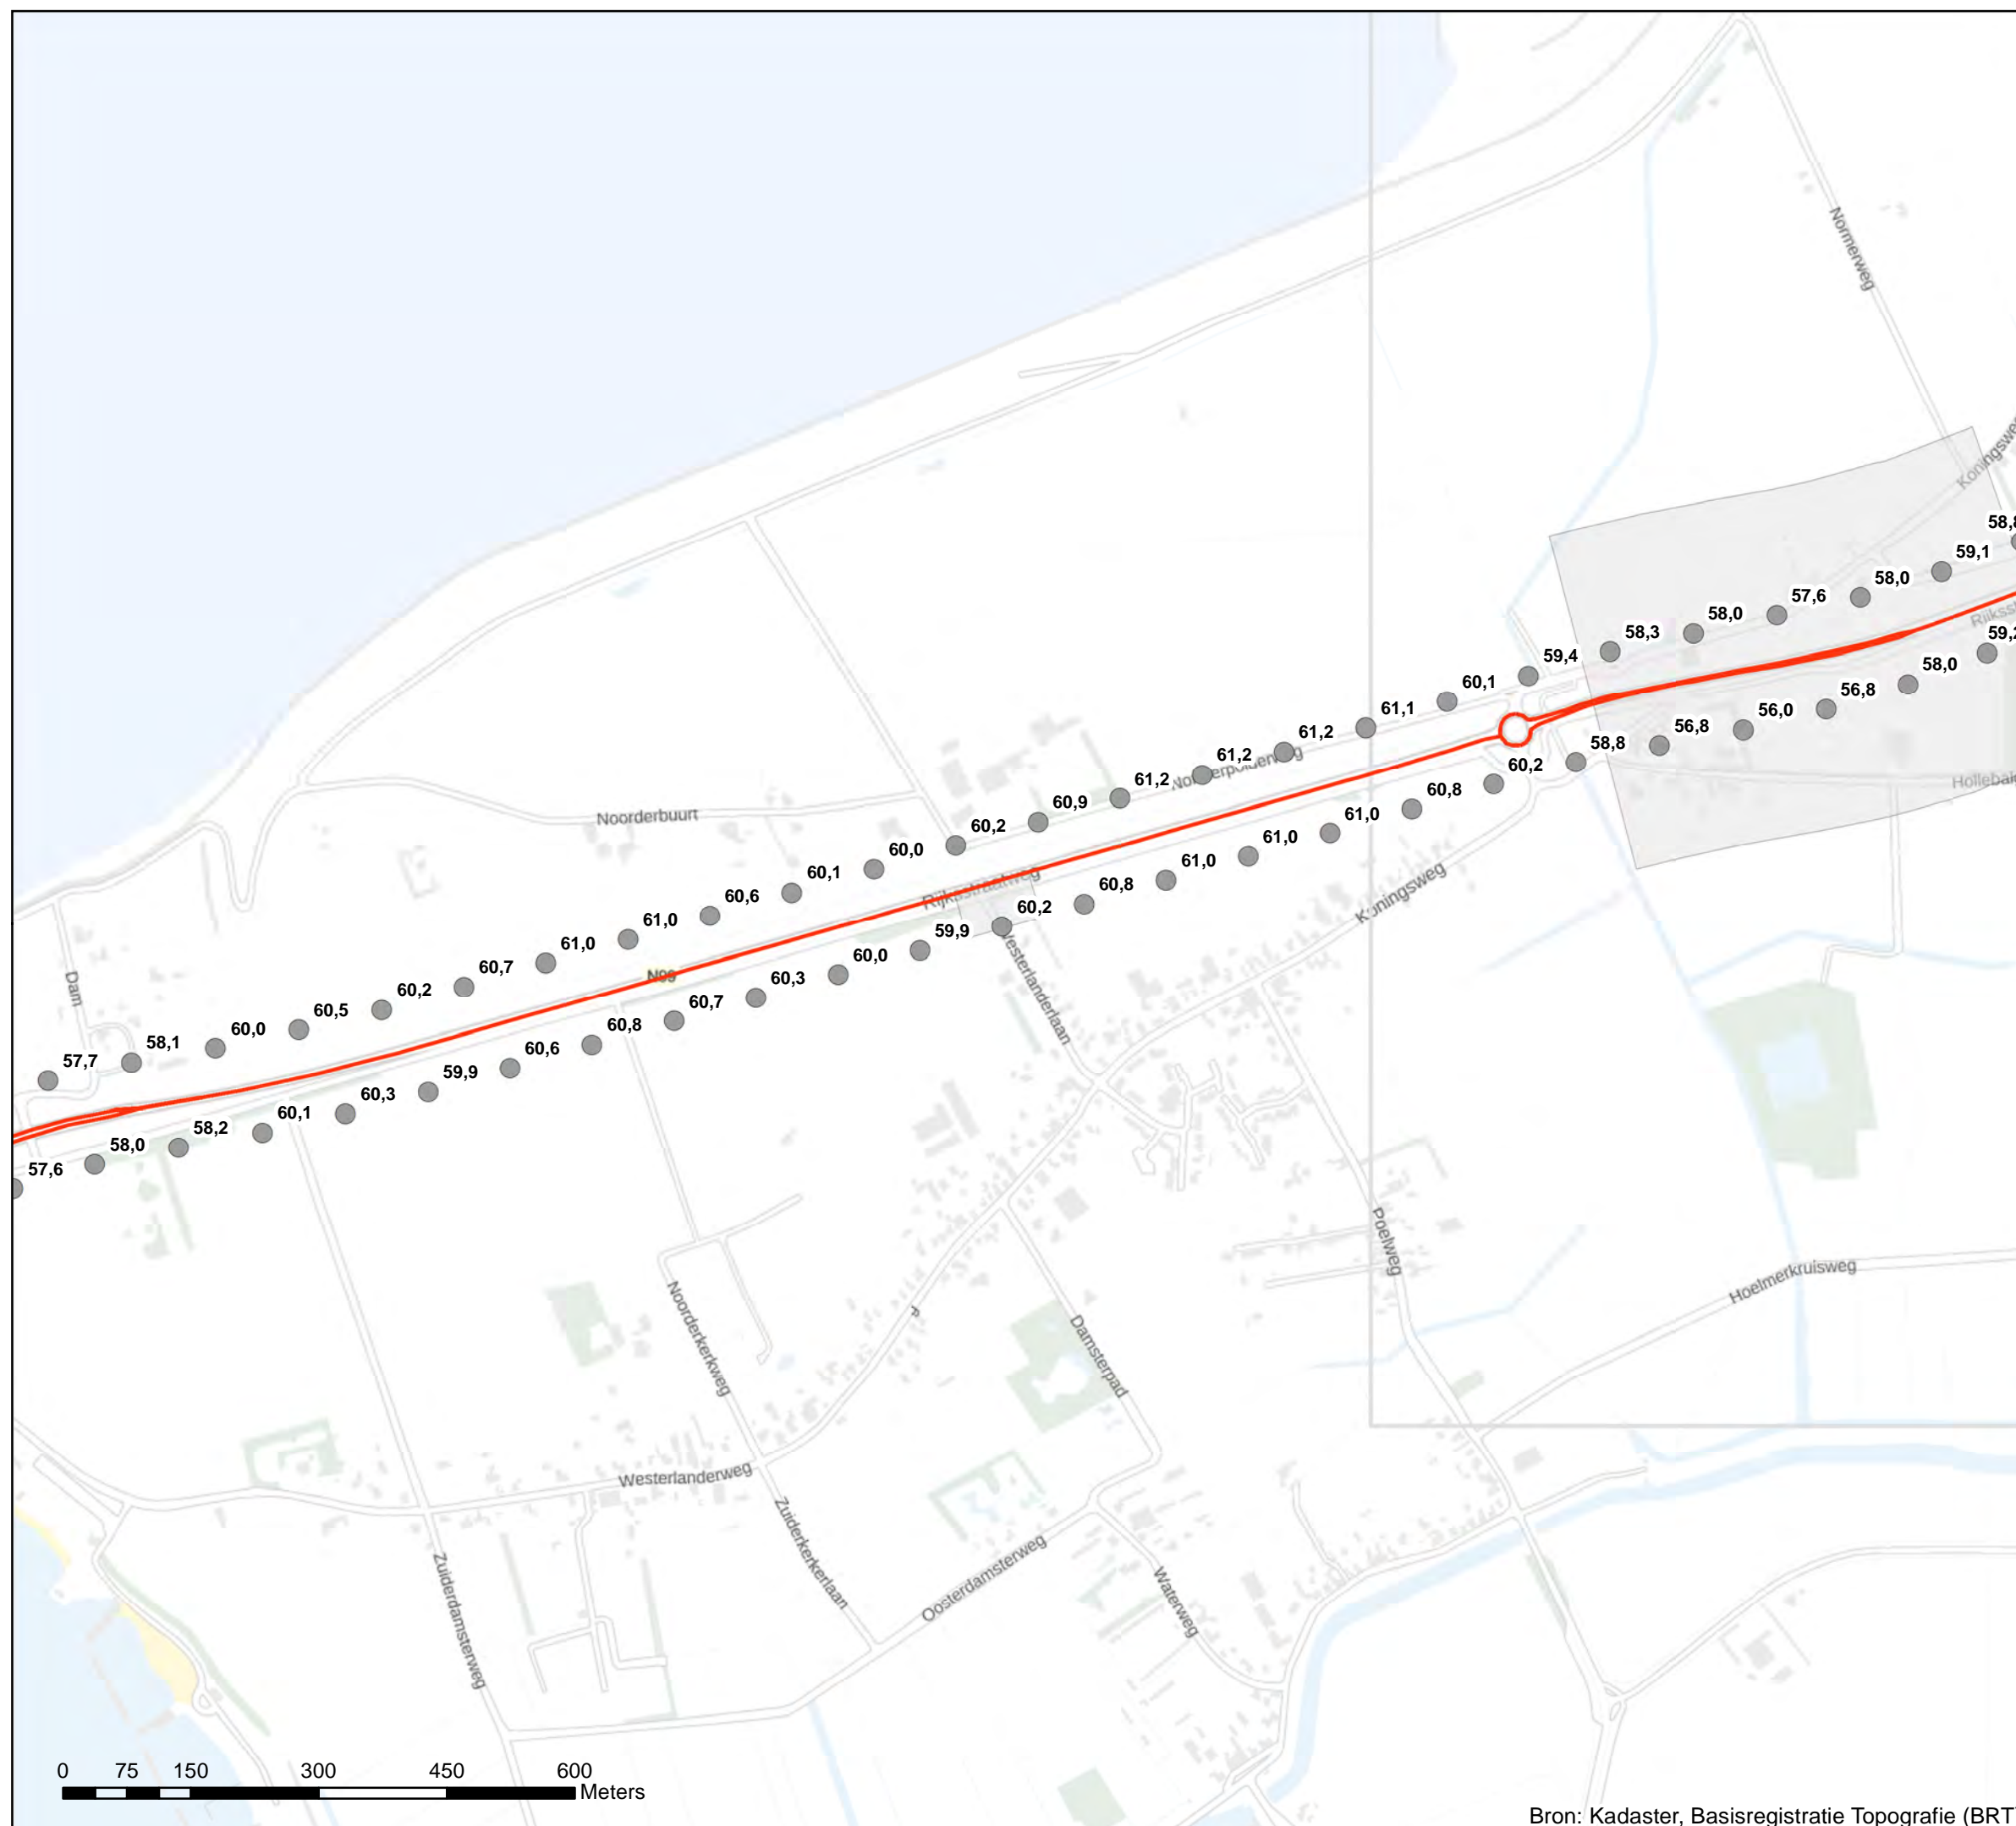 Normerweg
58,8
59,1
58,0
57,6
58,0
58,3
59,4
60,1
61,1
61,2
61,2
61,2
60,9
60,2
60,0
60,1
60,6
61,0
61,0
60,7
60,2
60,5
60,0
58,1
57,7
59,2
58,0
56,8
56,0
56,8
58,8
60,2
60,8
61,0
61,0
61,0
60,8
60,2
59,9
60,0
60,3
60,7
60,8
60,6
59,9
60,3
60,1
58,2
58,0
57,6
Noorderbuurt
Rijksstraatweg
N99
Dam
Koningsweg
Westerlanderlaan
Poelweg
Hoelmerkruisweg
Noorderkerkweg
P
Damsterpad
Westerlanderweg
Zuiderkerkerlaan
Zuiderdamsterweg
Oosterdamsterweg
Waterweg
0 75 150 300 450 600
Meters
Bron: Kadaster, Basisregistratie Topografie (BRT